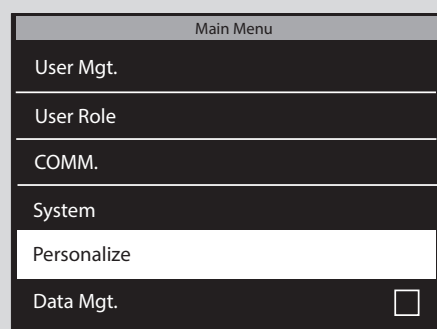 Main Menu
User Mgt.
User Role
COMM.
System
Personalize
Data Mgt.